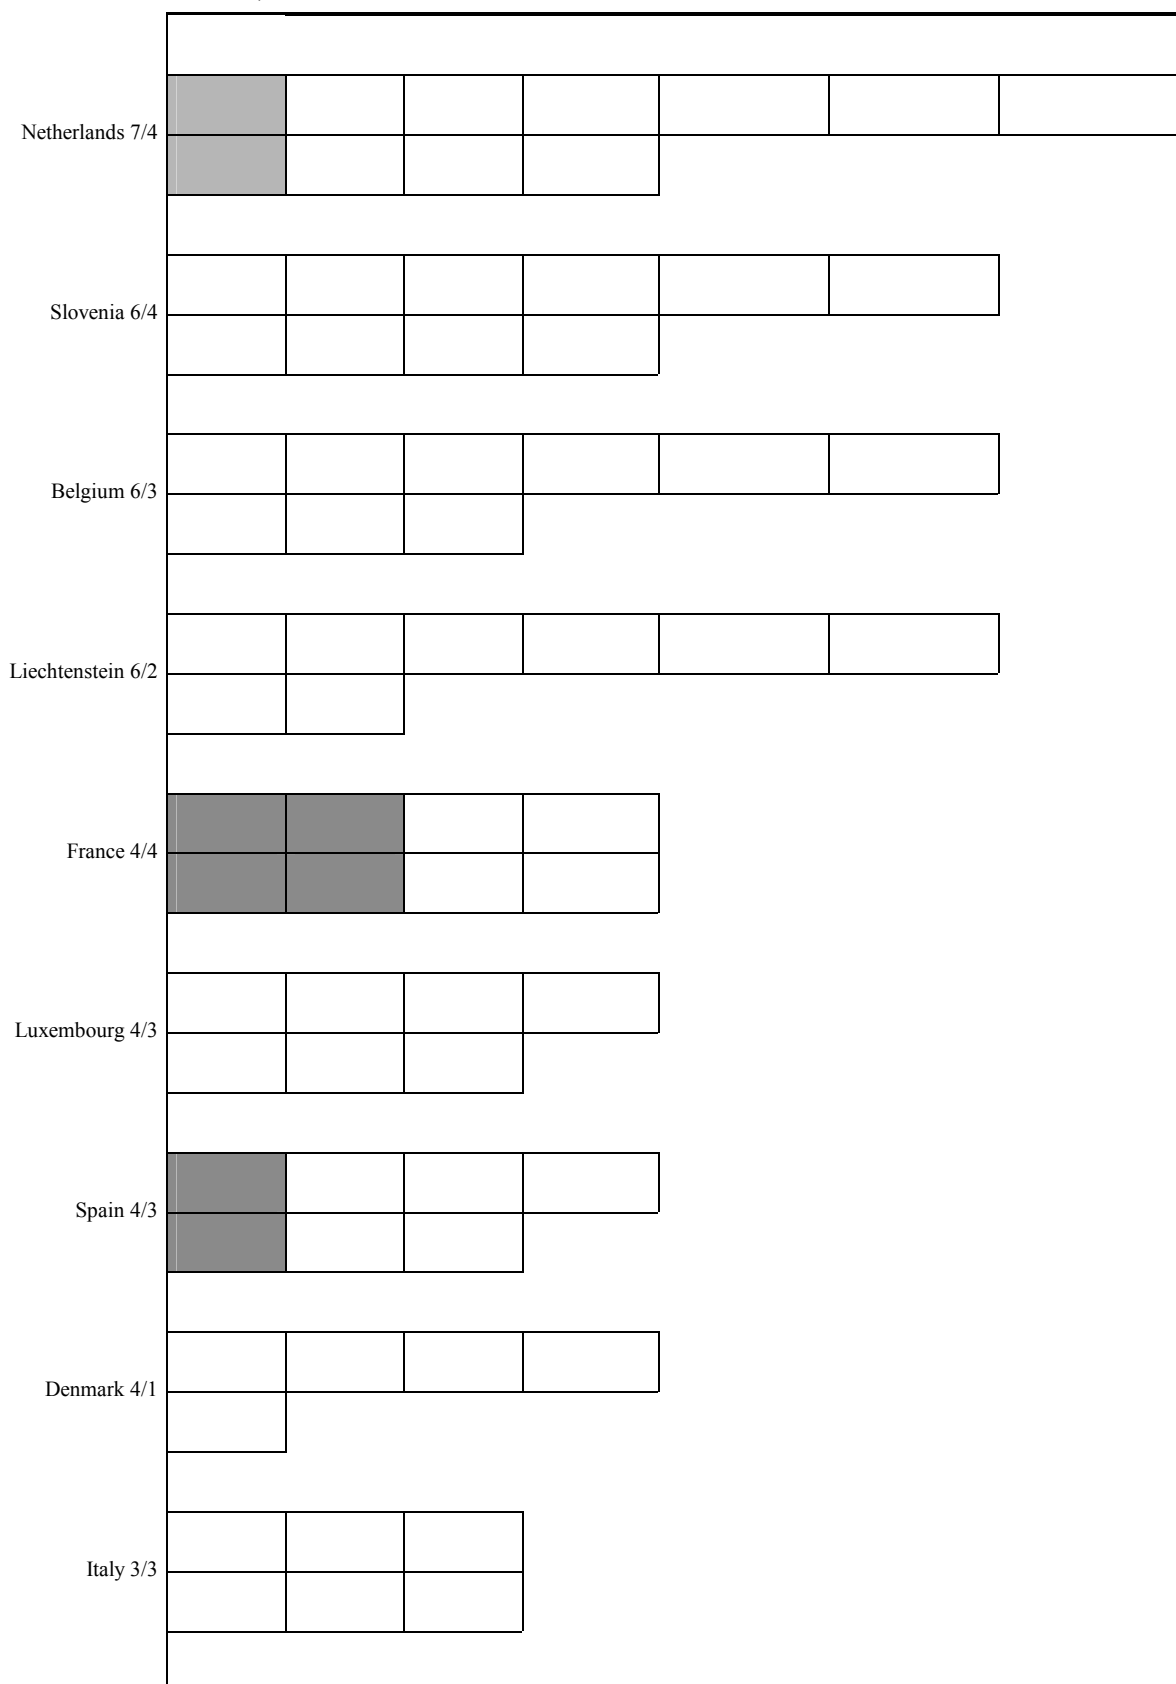 Netherlands 7/4
Slovenia 6/4
Belgium 6/3
Liechtenstein 6/2
France 4/4
Luxembourg 4/3
Spain 4/3
Denmark 4/1
Italy 3/3